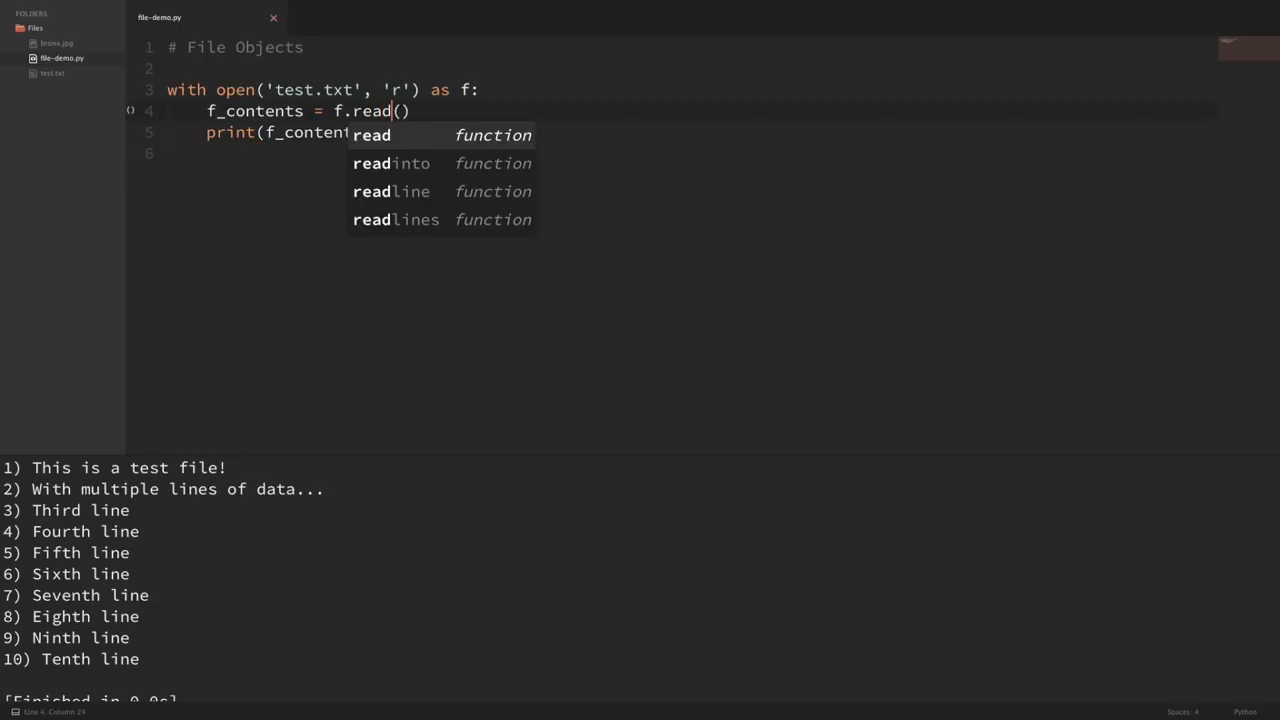 FOLDERS
Files
bronx.jpg
file-demo.py
test.txt
file-demo.py ×
1 # File Objects
2
3 with open('test.txt', 'r') as f:
() 4 f_contents = f.read()
5 print(f_content
6
read function
readinto function
readline function
readlines function
1) This is a test file!
2) With multiple lines of data...
3) Third line
4) Fourth line
5) Fifth line
6) Sixth line
7) Seventh line
8) Eighth line
9) Ninth line
10) Tenth line
[Finished in 0.0s]
Line 4, Column 24
Spaces: 4
Python